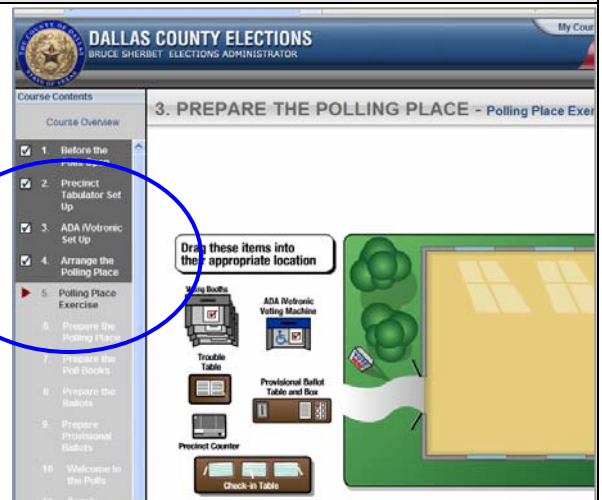 DALLAS COUNTY ELECTIONS
BRUCE SHERBET ELECTIONS ADMINISTRATOR
My Cour
Course Contents
Course Overview
3. PREPARE THE POLLING PLACE - Polling Place Exer
1. Before the
Polls Open
2. Precinct
Tabulator Set
Up
3. ADA iVotronic
Set Up
4. Arrange the
Polling Place
5. Polling Place
Exercise
6. Prepare the
Polling Place
7. Prepare the
Poll Books
8. Prepare the
Ballots
9. Prepare
Provisional
Ballots
10. Welcome to
the Polls
Drag these items into
their appropriate location
Voting Booths
ADA iVotronic
Voting Machine
Trouble
Table
Provisional Ballot
Table and Box
Precinct Counter
Check-in Table